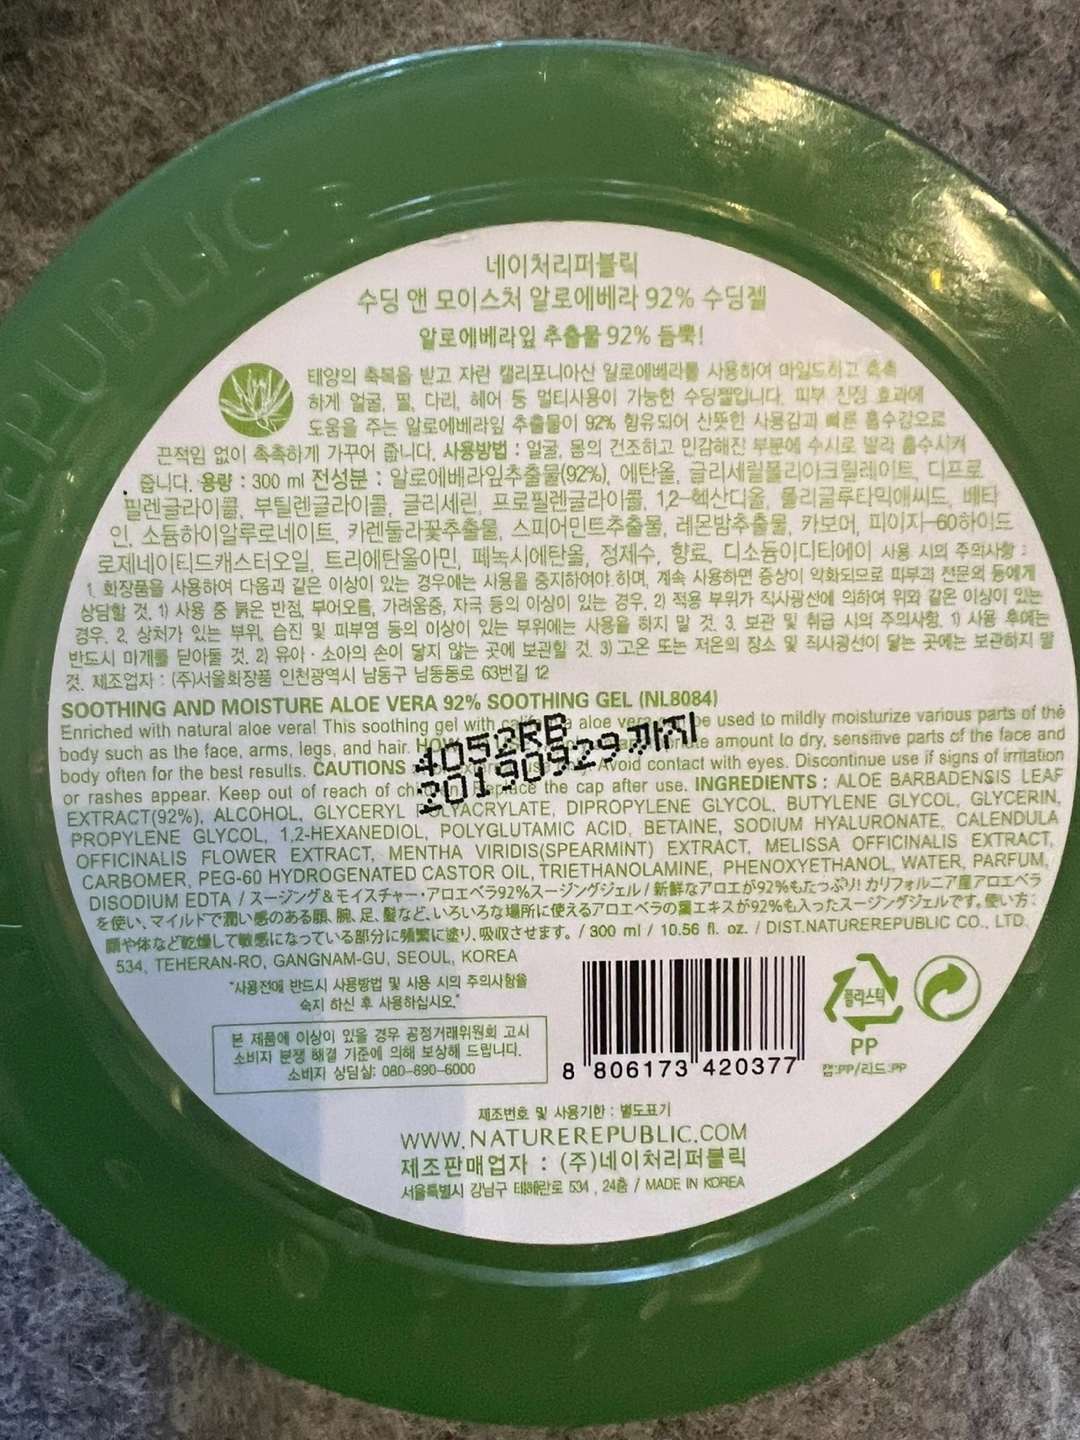 REPUBLIC
네이처리퍼블릭
수딩 앤 모이스처 알로에베라 92% 수딩젤
알로에베라잎 추출물 92% 듬뿍!
태양의 축복을 받고 자란 캘리포니아산 알로에베라를 사용하여 마일드하고 촉촉
하게 얼굴, 팔, 다리, 헤어 등 멀티사용이 가능한 수딩젤입니다. 피부 진정 효과에
도움을 주는 알로에베라잎 추출물이 92% 함유되어 산뜻한 사용감과 빠른 흡수감으로
끈적임 없이 촉촉하게 가꾸어 줍니다. 사용방법 : 얼굴, 몸의 건조하고 민감해진 부분에 수시로 발라 흡수시켜
줍니다. 용량 : 300 ml 전성분 : 알로에베라잎추출물(92%), 에탄올, 글리세릴폴리아크릴레이트, 디프로
필렌글라이콜, 부틸렌글라이콜, 글리세린, 프로필렌글라이콜, 1,2-헥산디올, 폴리글루타믹애씨드, 베타
인, 소듐하이알루로네이트, 카렌둘라꽃추출물, 스피어민트추출물, 레몬밤추출물, 카보머, 피이지-60하이드
로제네이티드캐스터오일, 트리에탄올아민, 페녹시에탄올, 정제수, 향료, 디소듐이디티에이 사용 시의 주의사항 :
1. 화장품을 사용하여 다음과 같은 이상이 있는 경우에는 사용을 중지하여야 하며, 계속 사용하면 증상이 악화되므로 피부과 전문의 등에게
상담할 것. 1) 사용 중 붉은 반점, 부어오름, 가려움증, 자극 등의 이상이 있는 경우. 2) 적용 부위가 직사광선에 의하여 위와 같은 이상이 있는
경우. 2. 상처가 있는 부위, 습진 및 피부염 등의 이상이 있는 부위에는 사용을 하지 말 것. 3. 보관 및 취급 시의 주의사항. 1) 사용 후에는
반드시 마개를 닫아둘 것. 2) 유아·소아의 손이 닿지 않는 곳에 보관할 것. 3) 고온 또는 저온의 장소 및 직사광선이 닿는 곳에는 보관하지 말
것. 제조업자 : (주)서울화장품 인천광역시 남동구 남동동로 63번길 12
SOOTHING AND MOISTURE ALOE VERA 92% SOOTHING GEL (NL8084)
Enriched with natural aloe vera! This soothing gel with california aloe vera can be used to mildly moisturize various parts of the
body such as the face, arms, legs, and hair. amount to dry, sensitive parts of the face and
body often for the best results. CAUTIONS Avoid contact with eyes. Discontinue use if signs of irritation
or rashes appear. Keep out of reach of the cap after use. INGREDIENTS : ALOE BARBADENSIS LEAF
EXTRACT(92%), ALCOHOL, GLYCERYL POLYACRYLATE, DIPROPYLENE GLYCOL, BUTYLENE GLYCOL, GLYCERIN,
PROPYLENE GLYCOL, 1,2-HEXANEDIOL, POLYGLUTAMIC ACID, BETAINE, SODIUM HYALURONATE, CALENDULA
OFFICINALIS FLOWER EXTRACT, MENTHA VIRIDIS(SPEARMINT) EXTRACT, MELISSA OFFICINALIS EXTRACT,
CARBOMER, PEG-60 HYDROGENATED CASTOR OIL, TRIETHANOLAMINE, PHENOXYETHANOL, WATER, PARFUM,
DISODIUM EDTA / スージング&モイスチャー・アロエベラ92%スージングジェル / 新鮮なアロエが92%もたっぷり! カリフォルニア産アロエベラ
を使い、マイルドで潤い感のある顔、腕、足、髪など、いろいろな場所に使えるアロエベラの葉エキスが92%も入ったスージングジェルです。使い方:
顔や体など乾燥して敏感になっている部分に頻繁に塗り、吸収させます。 / 300 ml / 10.56 fl. oz. / DIST.NATUREREPUBLIC CO., LTD.
534, TEHERAN-RO, GANGNAM-GU, SEOUL, KOREA
4052RB
20190929까지
"사용전에 반드시 사용방법 및 사용 시의 주의사항을
숙지 하신 후 사용하십시오."
본 제품에 이상이 있을 경우 공정거래위원회 고시
소비자 분쟁 해결 기준에 의해 보상해 드립니다.
소비자 상담실: 080-890-6000
8 806173 420377
플라스틱
PP
캡:PP/리드:PP
제조번호 및 사용기한 : 별도표기
WWW.NATUREREPUBLIC.COM
제조판매업자 : (주)네이처리퍼블릭
서울특별시 강남구 테헤란로 534, 24층 / MADE IN KOREA